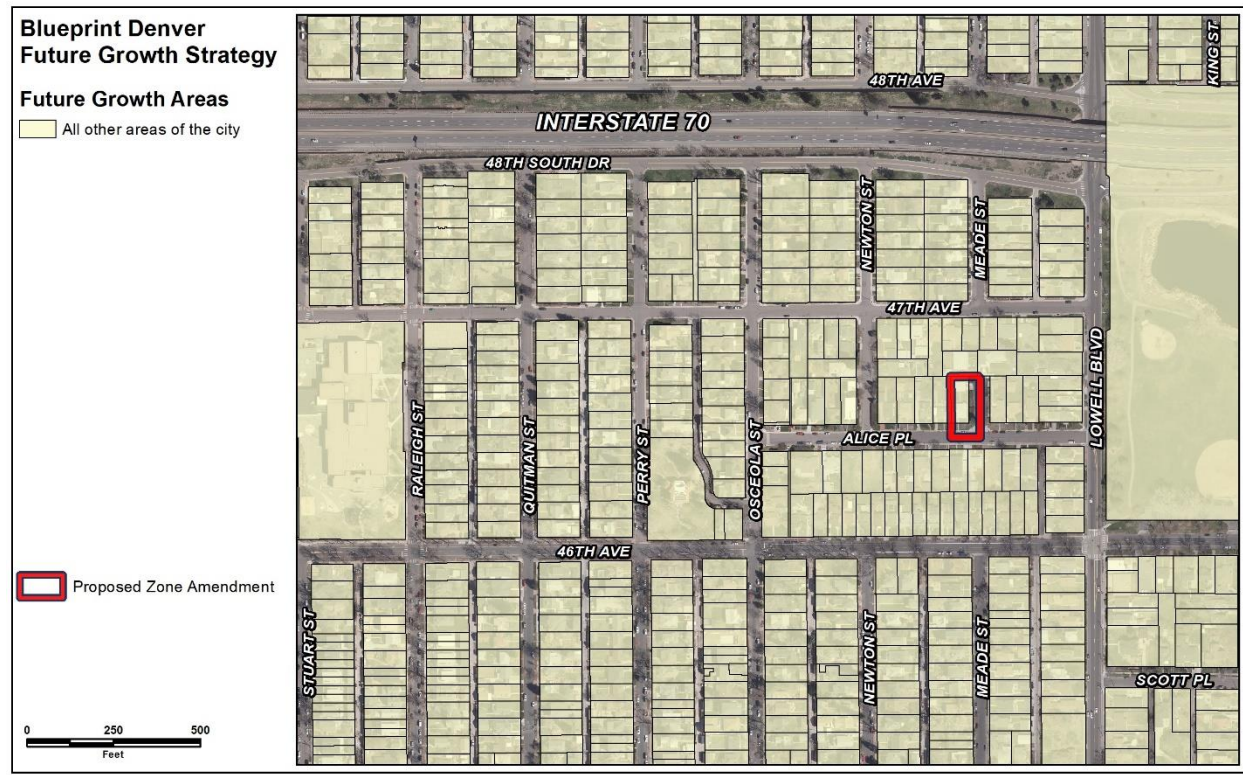 Blueprint Denver
Future Growth Strategy
Future Growth Areas
All other areas of the city
Proposed Zone Amendment
0 250 500
Feet
KING ST
48TH AVE
INTERSTATE 70
48TH SOUTH DR
NEWTON ST
MEADE ST
47TH AVE
LOWELL BLVD
RALEIGH ST
QUITMAN ST
PERRY ST
OSCEOLA ST
ALICE PL
46TH AVE
STUART ST
NEWTON ST
MEADE ST
SCOTT PL